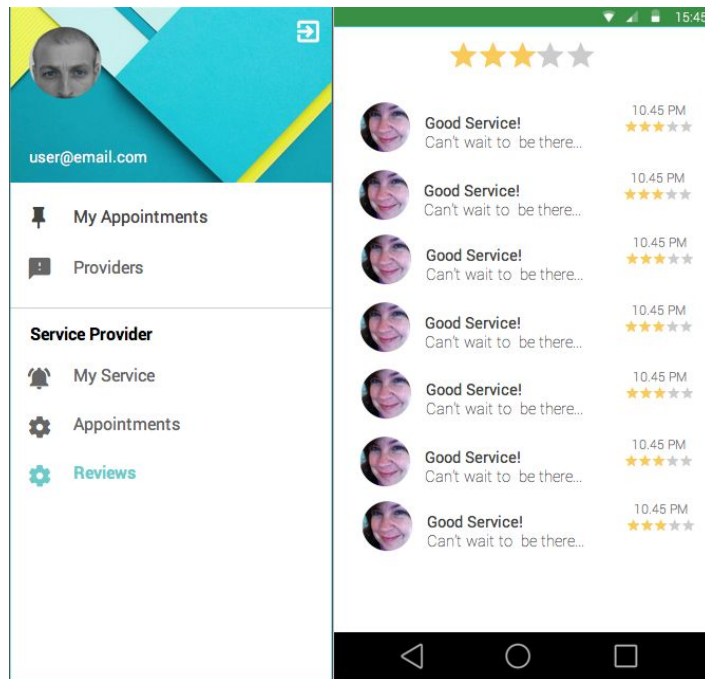 user@email.com
My Appointments
Providers
Service Provider
My Service
Appointments
Reviews
15:45
10.45 PM
Good Service!
Can't wait to be there...
10.45 PM
Good Service!
Can't wait to be there...
10.45 PM
Good Service!
Can't wait to be there...
10.45 PM
Good Service!
Can't wait to be there...
10.45 PM
Good Service!
Can't wait to be there...
10.45 PM
Good Service!
Can't wait to be there...
10.45 PM
Good Service!
Can't wait to be there...